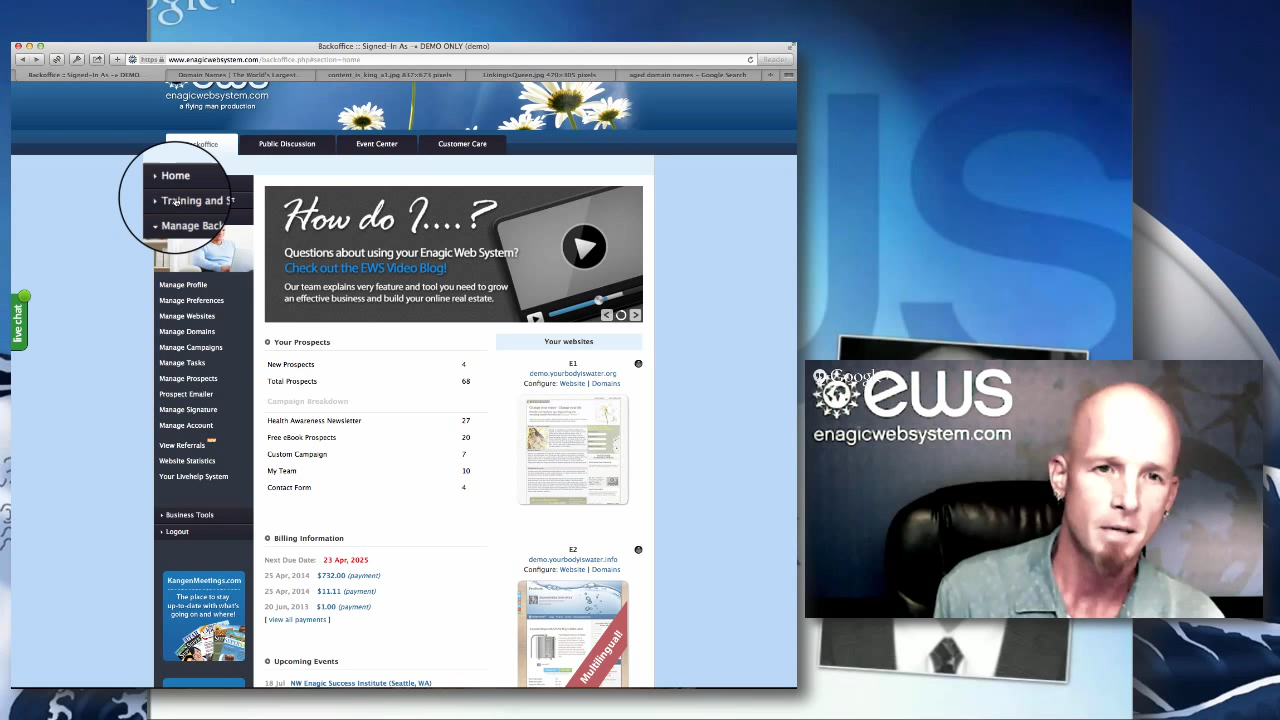 Backoffice :: Signed-In As -» DEMO ONLY (demo)
https
www.enagicwebsystem.com/backoffice.php#section=home
Reader
Backoffice :: Signed-In As -» DEMO...
Domain Names | The World's Largest...
content_is_king_a1.jpg 837×673 pixels
LinkingisQueen.jpg 470×305 pixels
aged domain names - Google Search
enagicwebsystem.com
a flying man production
Public Discussion
Event Center
Customer Care
Home
Training and S
Manage Back
How do I....?
Questions about using your Enagic Web System?
Check out the EWS Video Blog!
Our team explains very feature and tool you need to grow
an effective business and build your online real estate.
live chat
Manage Profile
Manage Preferences
Manage Websites
Manage Domains
Manage Campaigns
Manage Tasks
Manage Prospects
Prospect Emailer
Manage Signature
Manage Account
View Referrals
Website Statistics
Your Livehelp System
Business Tools
Logout
KangenMeetings.com
The place to stay
up-to-date with what's
going on and where!
Your Prospects
New Prospects 4
Total Prospects 68
Campaign Breakdown
Health Awareness Newsletter 27
Free eBook Prospects 20
Custom Campaign 7
My Team 10
Contact Form 4
Billing Information
Next Due Date: 23 Apr, 2025
25 Apr, 2014 $732.00 (payment)
25 Apr, 2014 $11.11 (payment)
20 Jun, 2013 $1.00 (payment)
[ view all payments ]
Upcoming Events
18 Jul NW Enagic Success Institute (Seattle, WA)
Your websites
E1
demo.yourbodyiswater.org
Configure: Website | Domains
E2
demo.yourbodyiswater.info
Configure: Website | Domains
Multilingual!
Google
ews
enagicwebsystem.com